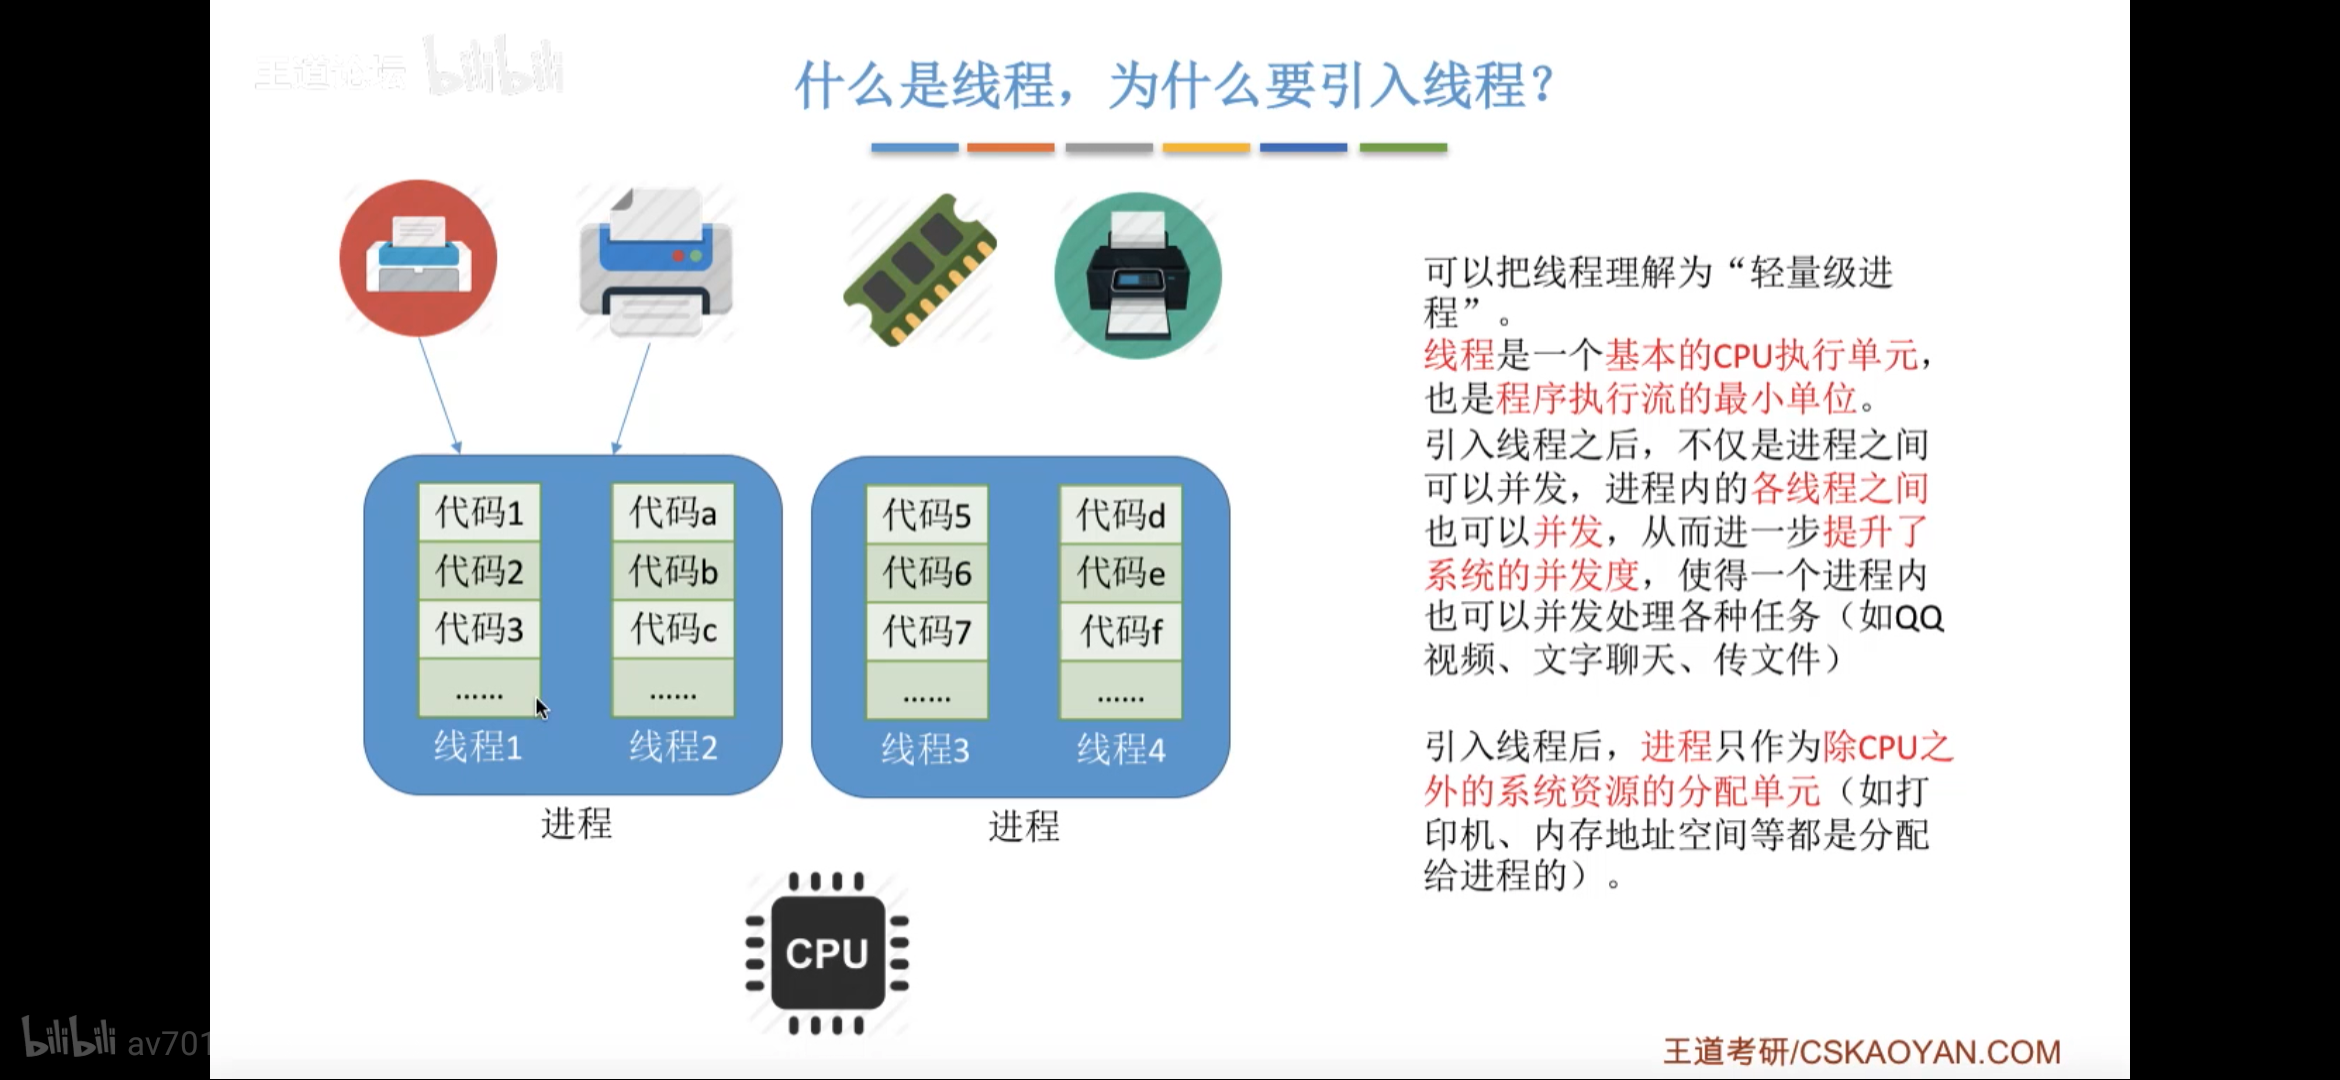 王道论坛 bilibili
什么是线程，为什么要引入线程？
代码1
代码2
代码3
......
线程1
代码a
代码b
代码c
......
线程2
进程
代码5
代码6
代码7
......
线程3
代码d
代码e
代码f
......
线程4
进程
CPU
可以把线程理解为“轻量级进
程”。
线程是一个基本的CPU执行单元，
也是程序执行流的最小单位。
引入线程之后，不仅是进程之间
可以并发，进程内的各线程之间
也可以并发，从而进一步提升了
系统的并发度，使得一个进程内
也可以并发处理各种任务（如QQ
视频、文字聊天、传文件）
引入线程后，进程只作为除CPU之
外的系统资源的分配单元（如打
印机、内存地址空间等都是分配
给进程的）。
bilibili av701
王道考研/CSKAOYAN.COM